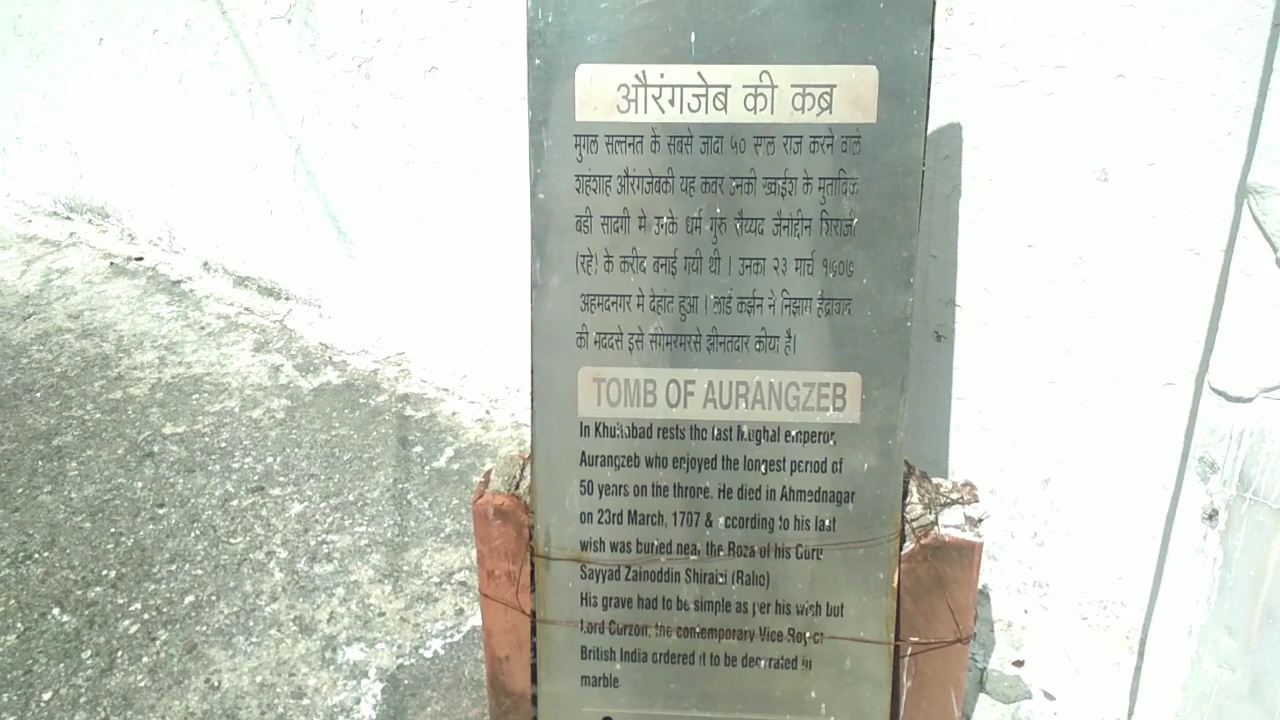 औरंगजेब की कब्र
मुगल सल्तनत कें सबसे जादा ५० साल राज करने वाले
शहंशाह औरंगजेबकी यह कवर उनकी ख्वाईश के मुताबिक
बडी सादगी मे उनके धर्म गुरु सैय्यद जैनोद्दीन शिराजी
(रहे) के करीब बनाई गयी थी । उनका २३ मार्च १७०७
अहमदनगर मे देहांत हुआ । लार्ड कर्झन ने निझाम हैद्राबाद
की मददसे इसे संगेमरमरसे झीनतदार कीया है।
TOMB OF AURANGZEB
In Khultabad rests the last Mughal emperor,
Aurangzeb who enjoyed the longest period of
50 years on the throne. He died in Ahmednagar
on 23rd March, 1707 & according to his last
wish was buried near the Roza of his Guru
Sayyad Zainoddin Shirazi (Rahe)
His grave had to be simple as per his wish but
Lord Curzon, the contemporary Vice Roy of
British India ordered it to be decorated in
marble